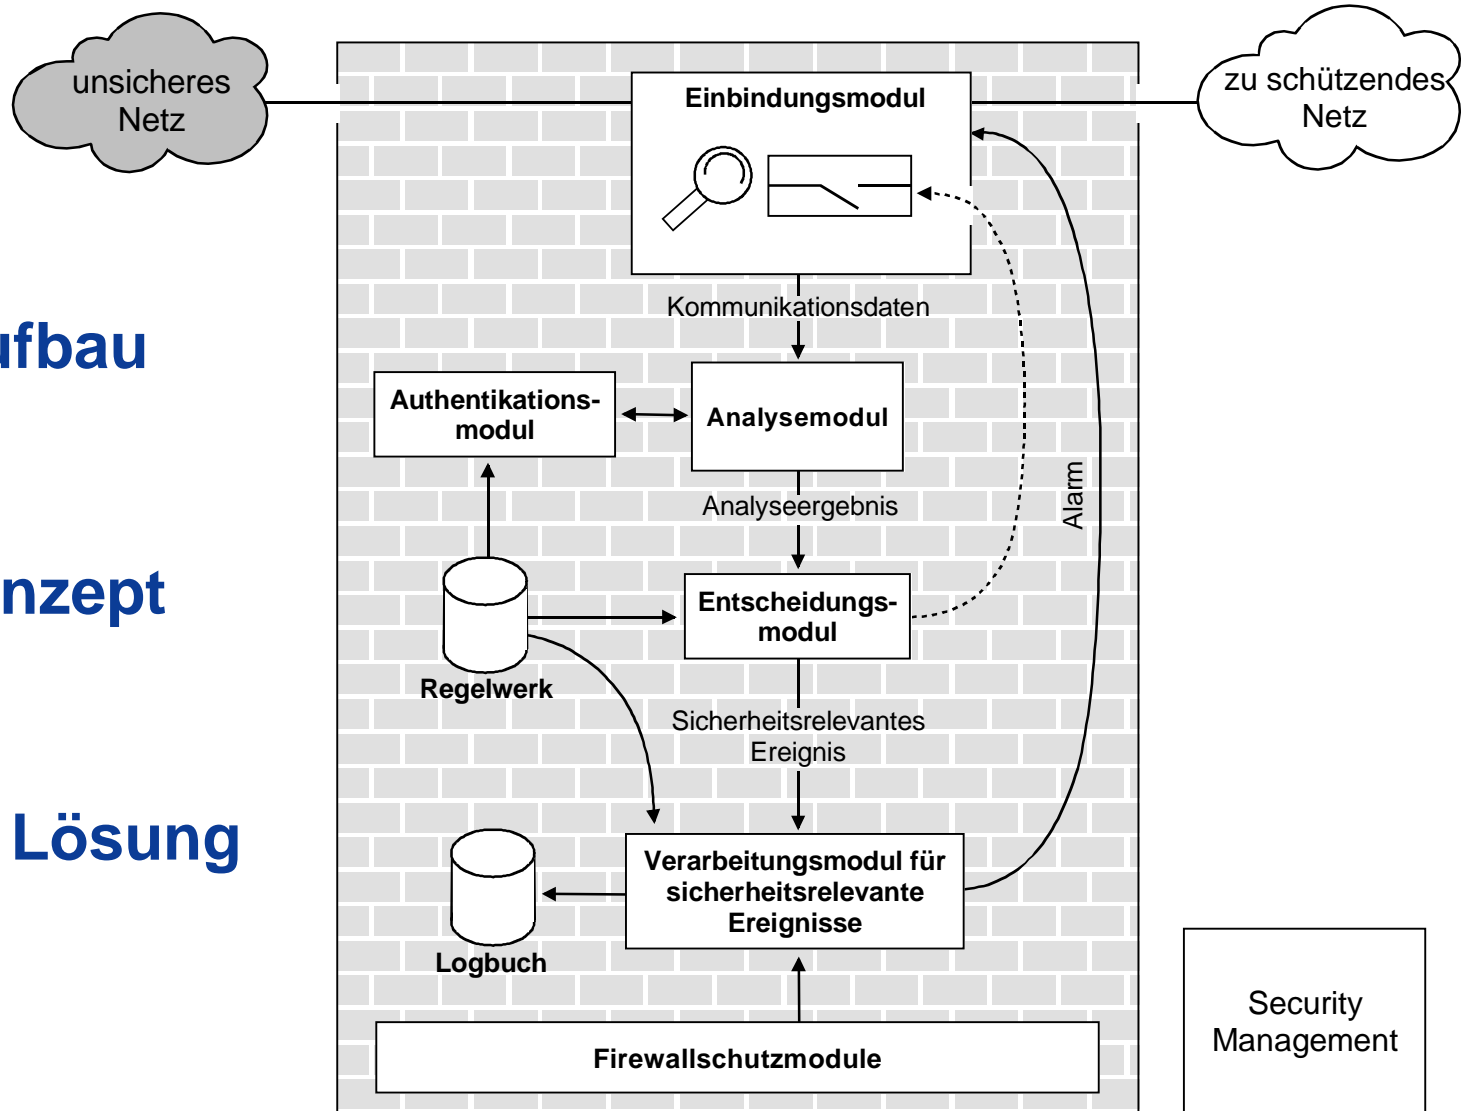 unsicheres
Netz
zu schützendes
Netz
Einbindungsmodul
Kommunikationsdaten
ufbau
Authentikations-
modul
Analysemodul
Alarm
Analyseergebnis
nzept
Entscheidungs-
modul
Regelwerk
Sicherheitsrelevantes
Ereignis
Lösung
Verarbeitungsmodul für
sicherheitsrelevante
Ereignisse
Logbuch
Security
Management
Firewallschutzmodule